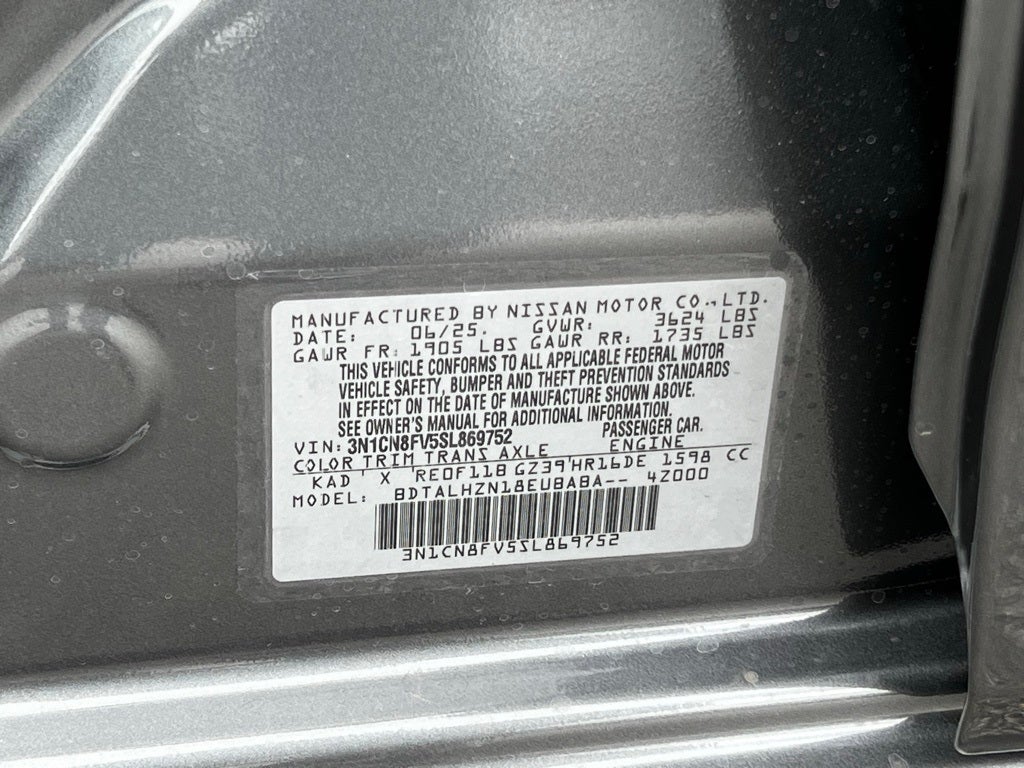 MANUFACTURED BY NISSAN MOTOR CO., LTD.
DATE: 06/25. GVWR: 3624 LBS
GAWR FR: 1905 LBS GAWR RR: 1735 LBS
THIS VEHICLE CONFORMS TO ALL APPLICABLE FEDERAL MOTOR
VEHICLE SAFETY, BUMPER AND THEFT PREVENTION STANDARDS
IN EFFECT ON THE DATE OF MANUFACTURE SHOWN ABOVE.
SEE OWNER'S MANUAL FOR ADDITIONAL INFORMATION.
VIN: 3N1CN8FV5SL869752 PASSENGER CAR.
COLOR TRIM TRANS AXLE ENGINE
KAD X RE0F11B GZ39 HR16DE 1598 CC
MODEL: BDTALHZN18EUBABA-- 4Z000
3N1CN8FV5SL869752